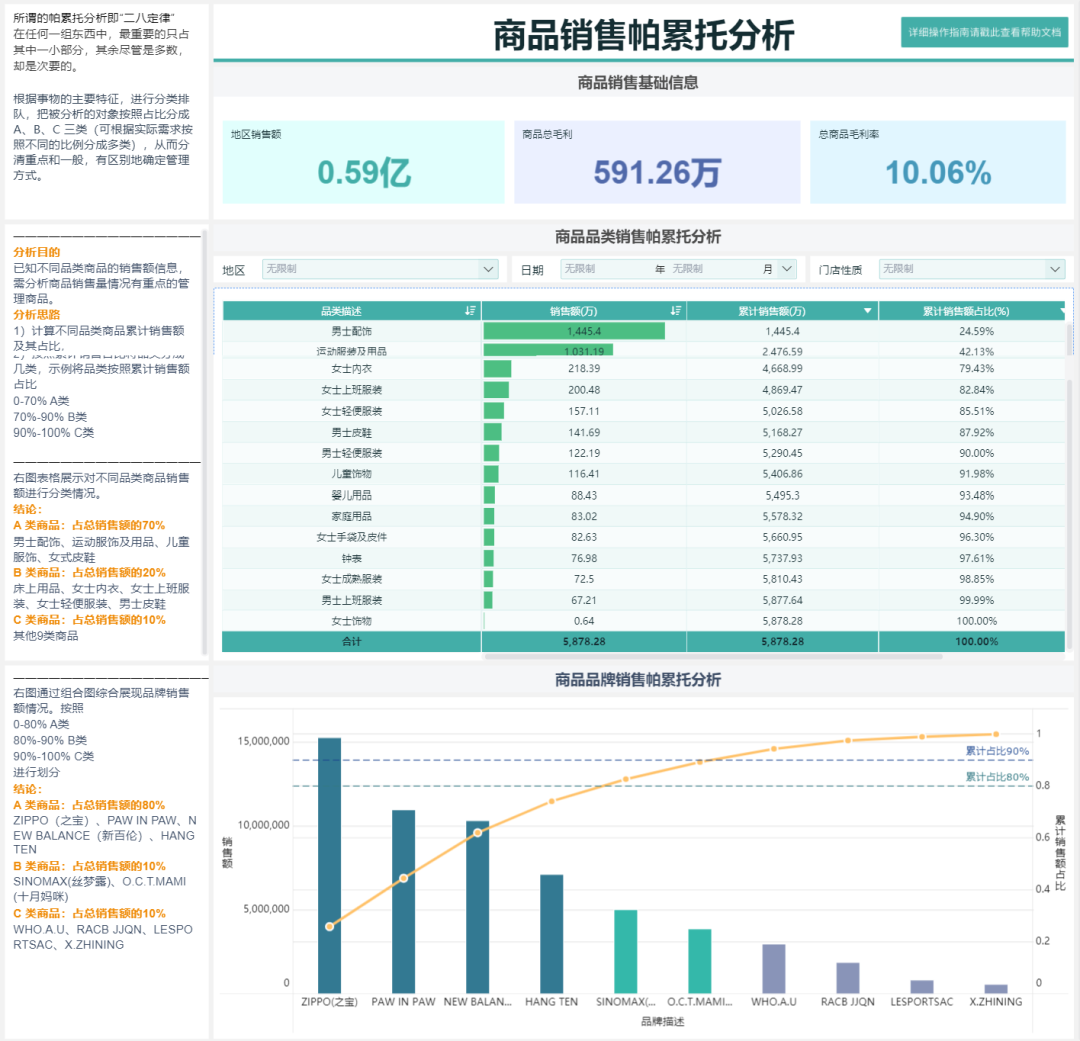 所谓的帕累托分析即“二八定律”
在任何一组东西中，最重要的只占
其中一小部分，其余尽管是多数，
却是次要的。
根据事物的主要特征，进行分类排
队，把被分析的对象按照占比分成
A、B、C 三类（可根据实际需求按
照不同的比例分成多类），从而分
清重点和一般，有区别地确定管理
方式。
商品销售帕累托分析
详细操作指南请戳此查看帮助文档
商品销售基础信息
地区销售额
0.59亿
商品总毛利
591.26万
总商品毛利率
10.06%
分析目的
已知不同品类商品的销售额信息，
需分析商品销售量情况有重点的管
理商品。
分析思路
1）计算不同品类商品累计销售额
及其占比.
2）按照累计销售占比将品类分成
几类，示例将品类按照累计销售额
占比
0-70% A类
70%-90% B类
90%-100% C类
右图表格展示对不同品类商品销售
额进行分类情况。
结论：
A 类商品：占总销售额的70%
男士配饰、运动服饰及用品、儿童
服饰、女式皮鞋
B 类商品：占总销售额的20%
床上用品、女士内衣、女士上班服
装、女士轻便服装、男士皮鞋
C 类商品：占总销售额的10%
其他9类商品
商品品类销售帕累托分析
地区 无限制 日期 无限制 年 无限制 月 门店性质 无限制
品类描述 销售额(万) 累计销售额(万) 累计销售额占比(%)
男士配饰 1,445.4 1,445.4 24.59%
运动服装及用品 1,031.19 2,476.59 42.13%
女士内衣 218.39 4,668.99 79.43%
女士上班服装 200.48 4,869.47 82.84%
女士轻便服装 157.11 5,026.58 85.51%
男士皮鞋 141.69 5,168.27 87.92%
男士轻便服装 122.19 5,290.45 90.00%
儿童饰物 116.41 5,406.86 91.98%
婴儿用品 88.43 5,495.3 93.48%
家庭用品 83.02 5,578.32 94.90%
女士手袋及皮件 82.63 5,660.95 96.30%
钟表 76.98 5,737.93 97.61%
女士成熟服装 72.5 5,810.43 98.85%
男士上班服装 67.21 5,877.64 99.99%
女士饰物 0.64 5,878.28 100.00%
合计 5,878.28 5,878.28 100.00%
右图通过组合图综合展现品牌销售
额情况。按照
0-80% A类
80%-90% B类
90%-100% C类
进行划分
结论：
A 类商品：占总销售额的80%
ZIPPO（之宝）、PAW IN PAW、N
EW BALANCE（新百伦）、HANG
TEN
B 类商品：占总销售额的10%
SINOMAX(丝梦露)、O.C.T.MAMI
(十月妈咪)
C 类商品：占总销售额的10%
WHO.A.U、RACB JJQN、LESPO
RTSAC、X.ZHINING
商品品牌销售帕累托分析
销售额
15,000,000
10,000,000
5,000,000
0
累计占比90%
累计占比80%
1
0.8
0.6
0.4
0.2
0
累计销售额占比
ZIPPO(之宝) PAW IN PAW NEW BALAN... HANG TEN SINOMAX(... O.C.T.MAMI... WHO.A.U RACB JJQN LESPORTSAC X.ZHINING
品牌描述